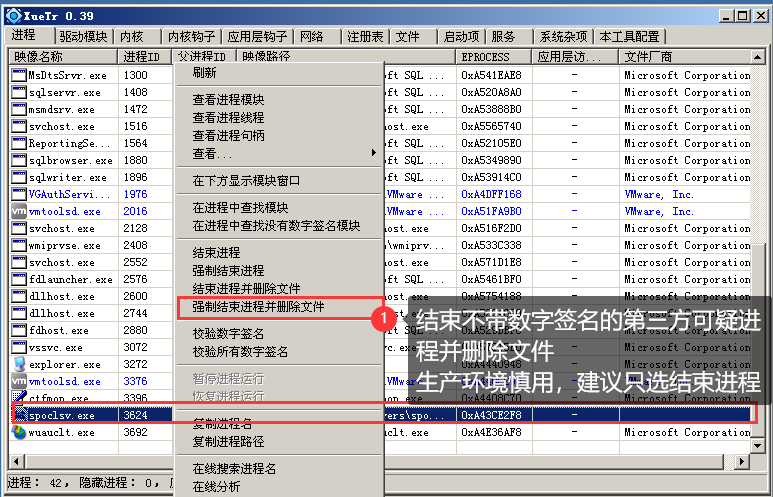 XueTr 0.39
进程 驱动模块 内核 内核钩子 应用层钩子 网络 注册表 文件 启动项 服务 系统杂项 本工具配置
映像名称 进程ID 父进程ID 映像路径 EPROCESS 应用层访... 文件厂商
MsDtsSrvr.exe 1300 oft SQL ... 0xA541EAE8 - Microsoft Corporation
sqlservr.exe 1408 oft SQL ... 0xA520A8A0 - Microsoft Corporation
msmdsrv.exe 1472 oft SQL ... 0xA53888B0 - Microsoft Corporation
svchost.exe 1516 host.exe 0xA5565740 - Microsoft Corporation
ReportingSe... 1564 oft SQL ... 0xA52105E0 - Microsoft Corporation
sqlbrowser.exe 1880 oft SQL ... 0xA5349890 - Microsoft Corporation
sqlwriter.exe 1896 oft SQL ... 0xA53914C0 - Microsoft Corporation
VGAuthServi... 1976 \VMware ... 0xA4DFF168 - VMware, Inc.
vmtoolsd.exe 2016 \VMware ... 0xA51FA9B0 - VMware, Inc.
svchost.exe 2128 host.exe 0xA516F2D0 - Microsoft Corporation
wmiprvse.exe 2408 m\wmiprv... 0xA533C338 - Microsoft Corporation
svchost.exe 2552 host.exe 0xA571D1E8 - Microsoft Corporation
fdlauncher.exe 2576 oft SQL ... 0xA5461BF0 - Microsoft Corporation
dllhost.exe 2600 host.exe 0xA5754188 - Microsoft Corporation
dllhost.exe 2744
fdhost.exe 2880
vssvc.exe 3072
explorer.exe 3272
vmtoolsd.exe 3376
ctfmon.exe 3396 0xA4408C70
spoclsv.exe 3624 vers\spo... 0xA43CE2F8 -
wuauclt.exe 3692 uclt.exe 0xA4E36AF8 - Microsoft Corporation
刷新
查看进程模块
查看进程线程
查看进程句柄
查看...
在下方显示模块窗口
在进程中查找模块
在进程中查找没有数字签名模块
结束进程
强制结束进程
结束进程并删除文件
强制结束进程并删除文件
校验数字签名
校验所有数字签名
暂停进程运行
恢复进程运行
复制进程名
复制进程路径
在线搜索进程名
在线分析
1
结束不带数字签名的第三方可疑进
程并删除文件
生产环境慎用，建议只选结束进程
进程： 42， 隐藏进程： 0，